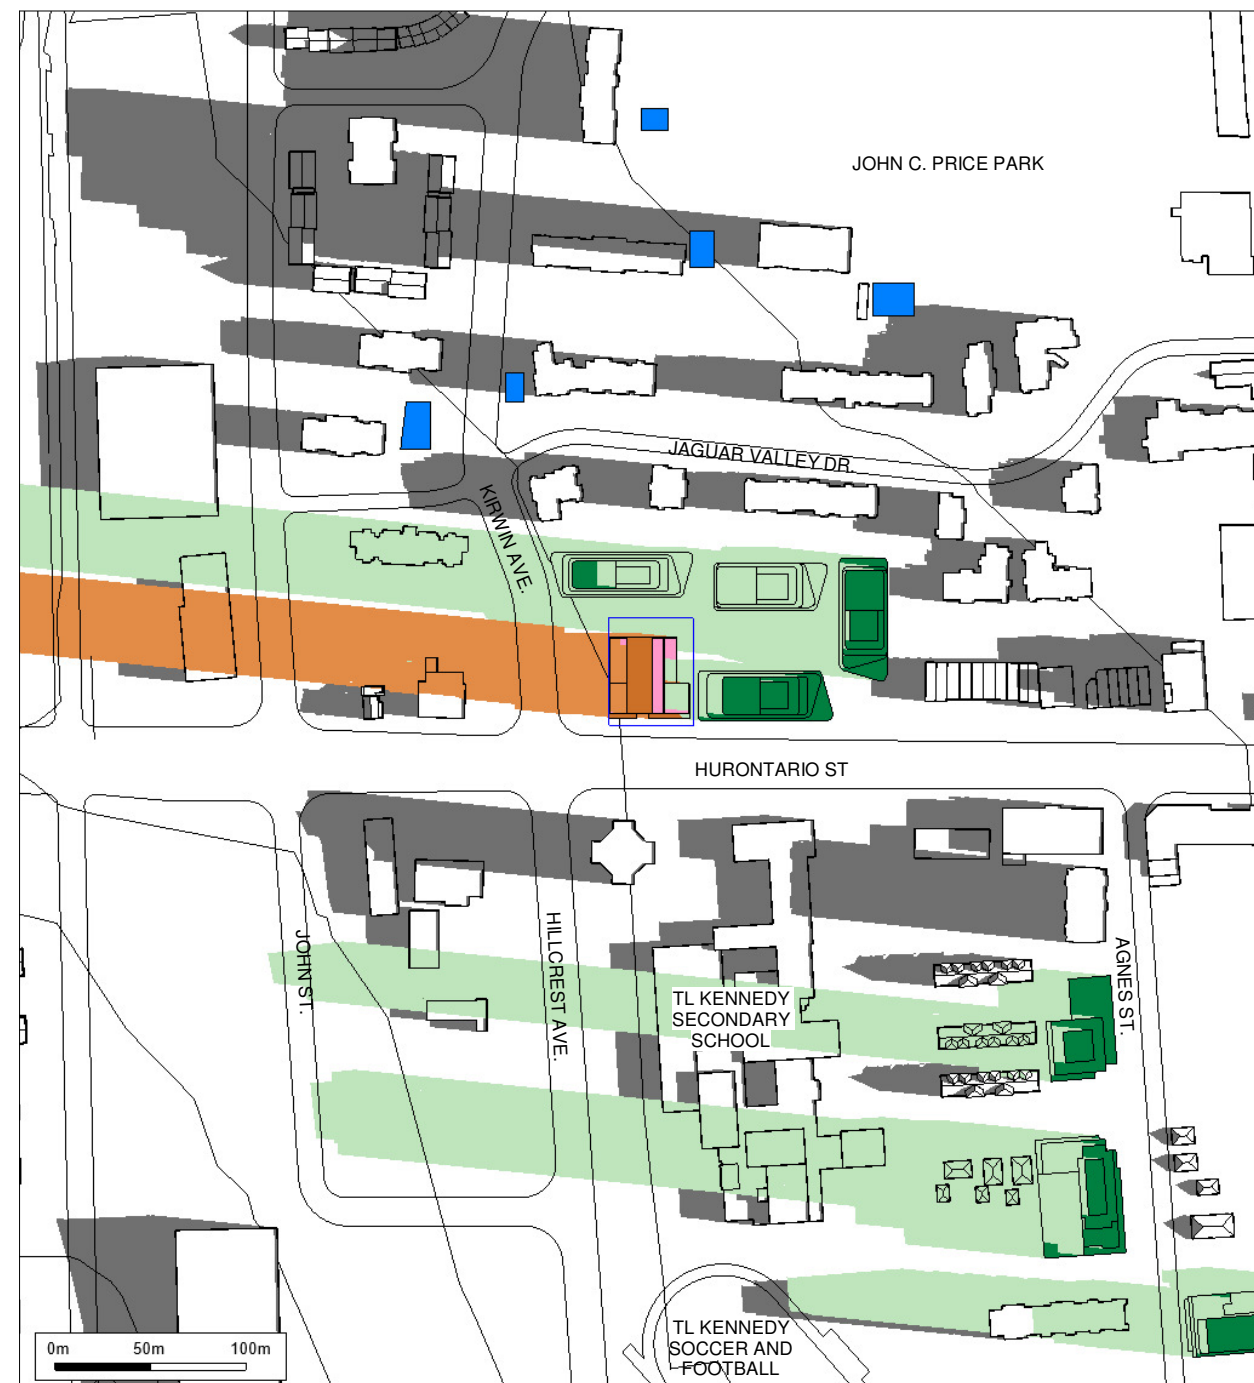 JOHN C. PRICE PARK
JAGUAR VALLEY DR.
KIRWIN AVE.
HURONTARIO ST
JOHN ST.
HILLCREST AVE.
AGNES ST.
TL KENNEDY
SECONDARY
SCHOOL
TL KENNEDY
SOCCER AND
FOOTBALL
0m 50m 100m